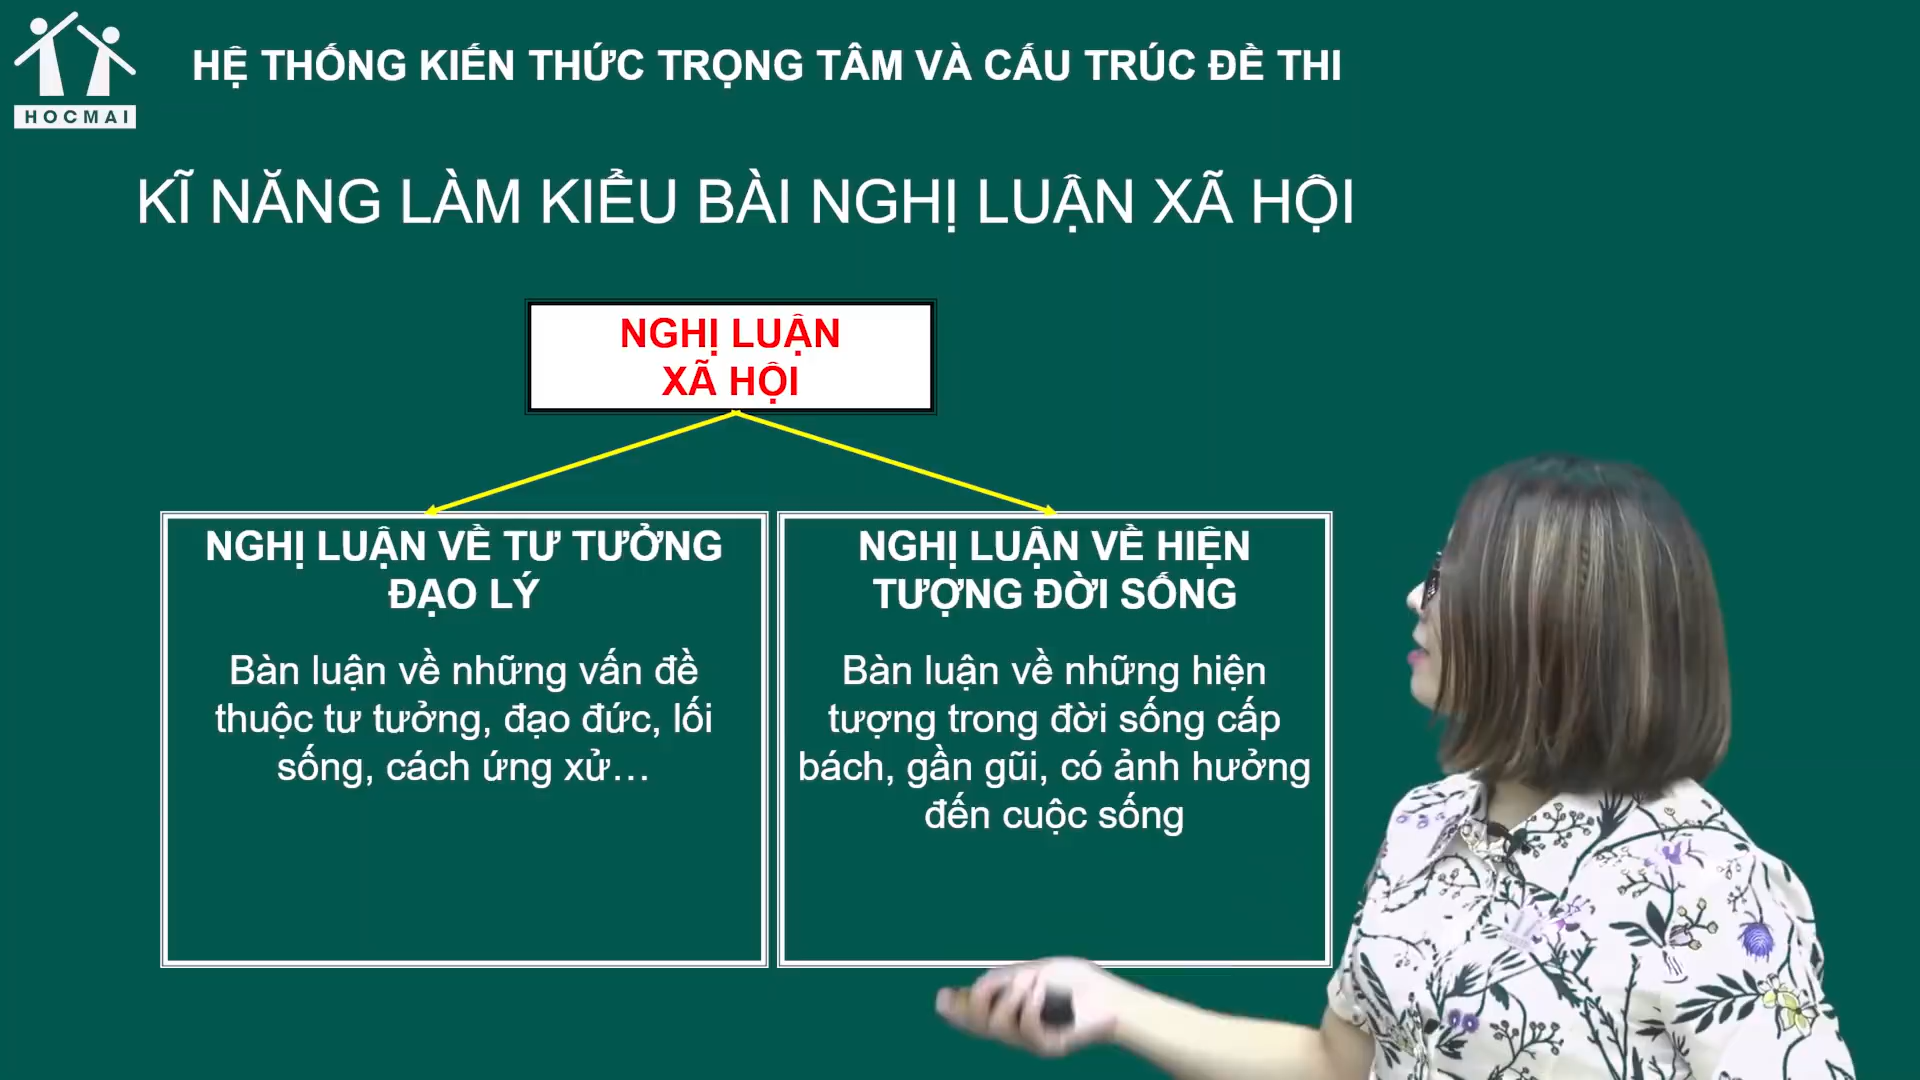 HOCMAI
HỆ THỐNG KIẾN THỨC TRỌNG TÂM VÀ CẤU TRÚC ĐỀ THI
KĨ NĂNG LÀM KIỂU BÀI NGHỊ LUẬN XÃ HỘI
NGHỊ LUẬN
XÃ HỘI
NGHỊ LUẬN VỀ TƯ TƯỞNG
ĐẠO LÝ
Bàn luận về những vấn đề
thuộc tư tưởng, đạo đức, lối
sống, cách ứng xử…
NGHỊ LUẬN VỀ HIỆN
TƯỢNG ĐỜI SỐNG
Bàn luận về những hiện
tượng trong đời sống cấp
bách, gần gũi, có ảnh hưởng
đến cuộc sống